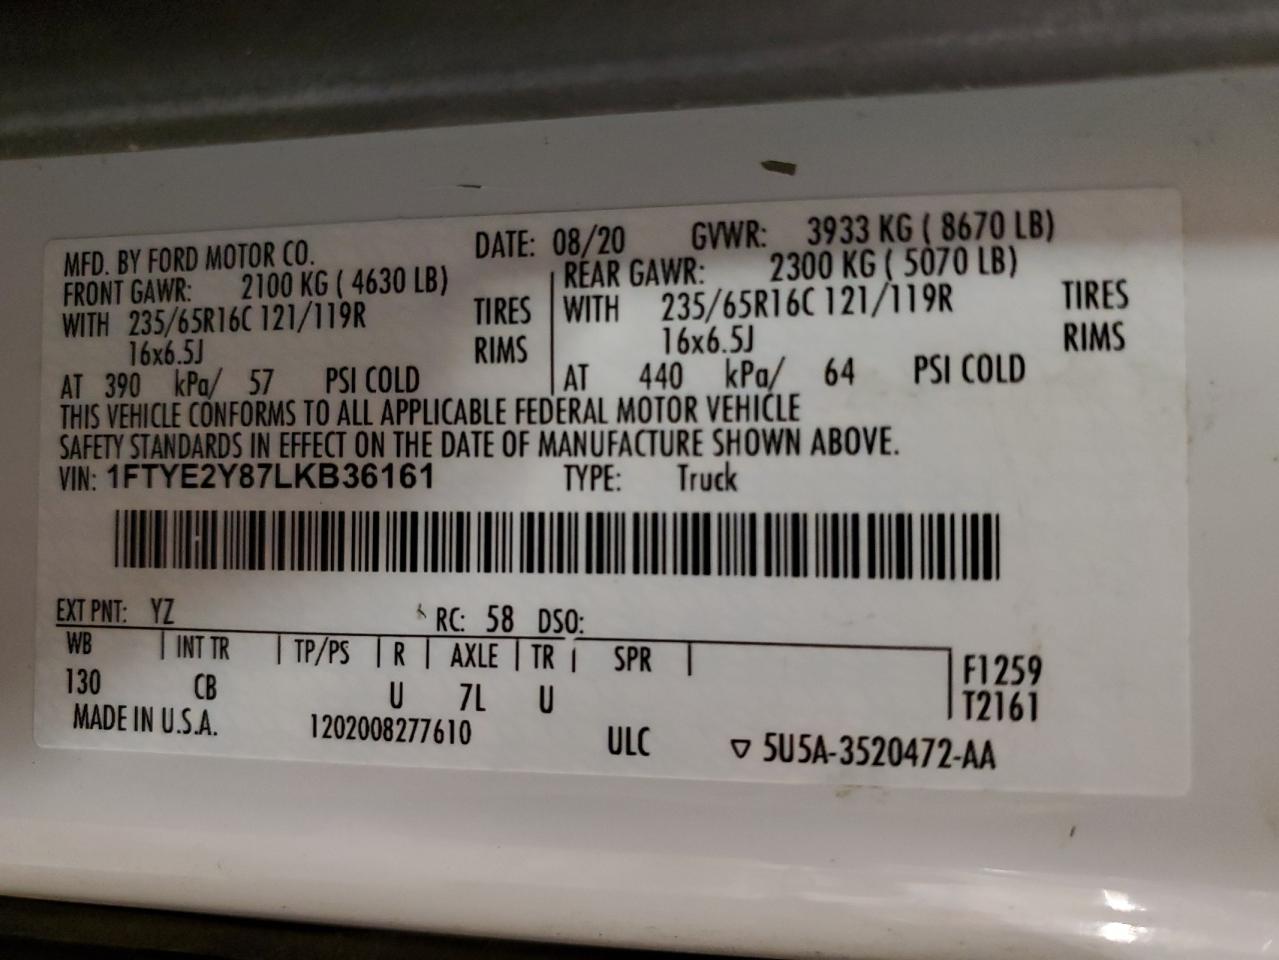 MFD. BY FORD MOTOR CO. DATE: 08/20 GVWR: 3933 KG ( 8670 LB)
FRONT GAWR: 2100 KG ( 4630 LB) REAR GAWR: 2300 KG ( 5070 LB)
WITH 235/65R16C 121/119R TIRES WITH 235/65R16C 121/119R TIRES
16x6.5J RIMS 16x6.5J RIMS
AT 390 kPa/ 57 PSI COLD AT 440 kPa/ 64 PSI COLD
THIS VEHICLE CONFORMS TO ALL APPLICABLE FEDERAL MOTOR VEHICLE
SAFETY STANDARDS IN EFFECT ON THE DATE OF MANUFACTURE SHOWN ABOVE.
VIN: 1FTYE2Y87LKB36161 TYPE: Truck
EXT PNT: YZ RC: 58 DSO:
WB INT TR TP/PS R AXLE TR SPR F1259
130 CB U 7L U T2161
MADE IN U.S.A. 1202008277610 ULC ▽ 5U5A-3520472-AA